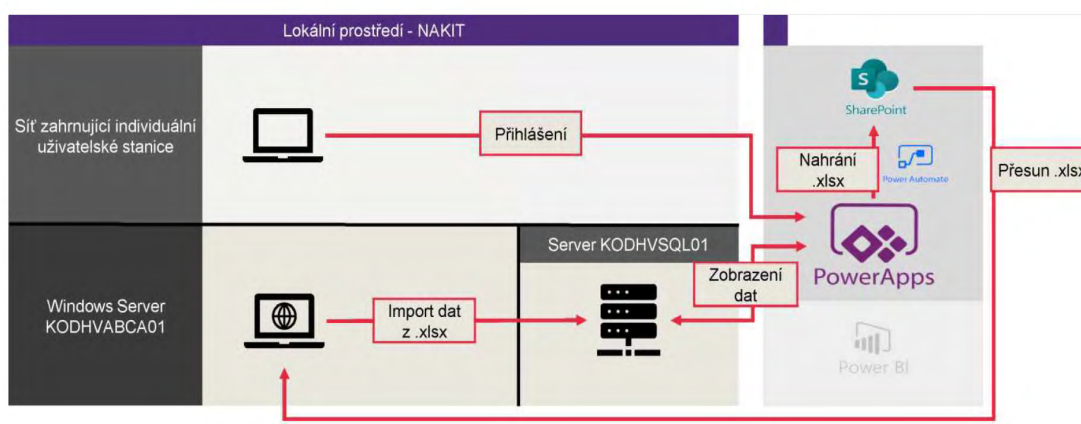 Lokální prostředí - NAKIT
Síť zahrnující individuální
uživatelské stanice
Přihlášení
S
SharePoint
Nahrání
.xlsx
Power Automate
Přesun .xlsx
PowerApps
Server KODHVSQL01
Zobrazení
dat
Windows Server
KODHVABCA01
Import dat
z .xlsx
Power BI